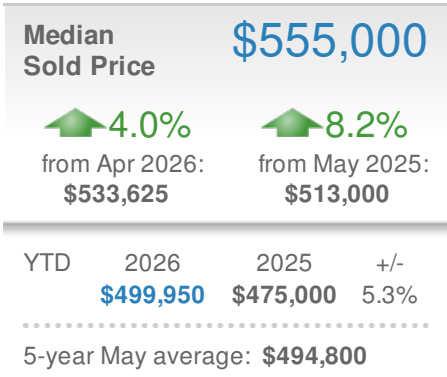 Median
Sold Price
$555,000
4.0%
from Apr 2026:
$533,625
8.2%
from May 2025:
$513,000
YTD 2026 2025 +/-
$499,950 $475,000 5.3%
5-year May average: $494,800